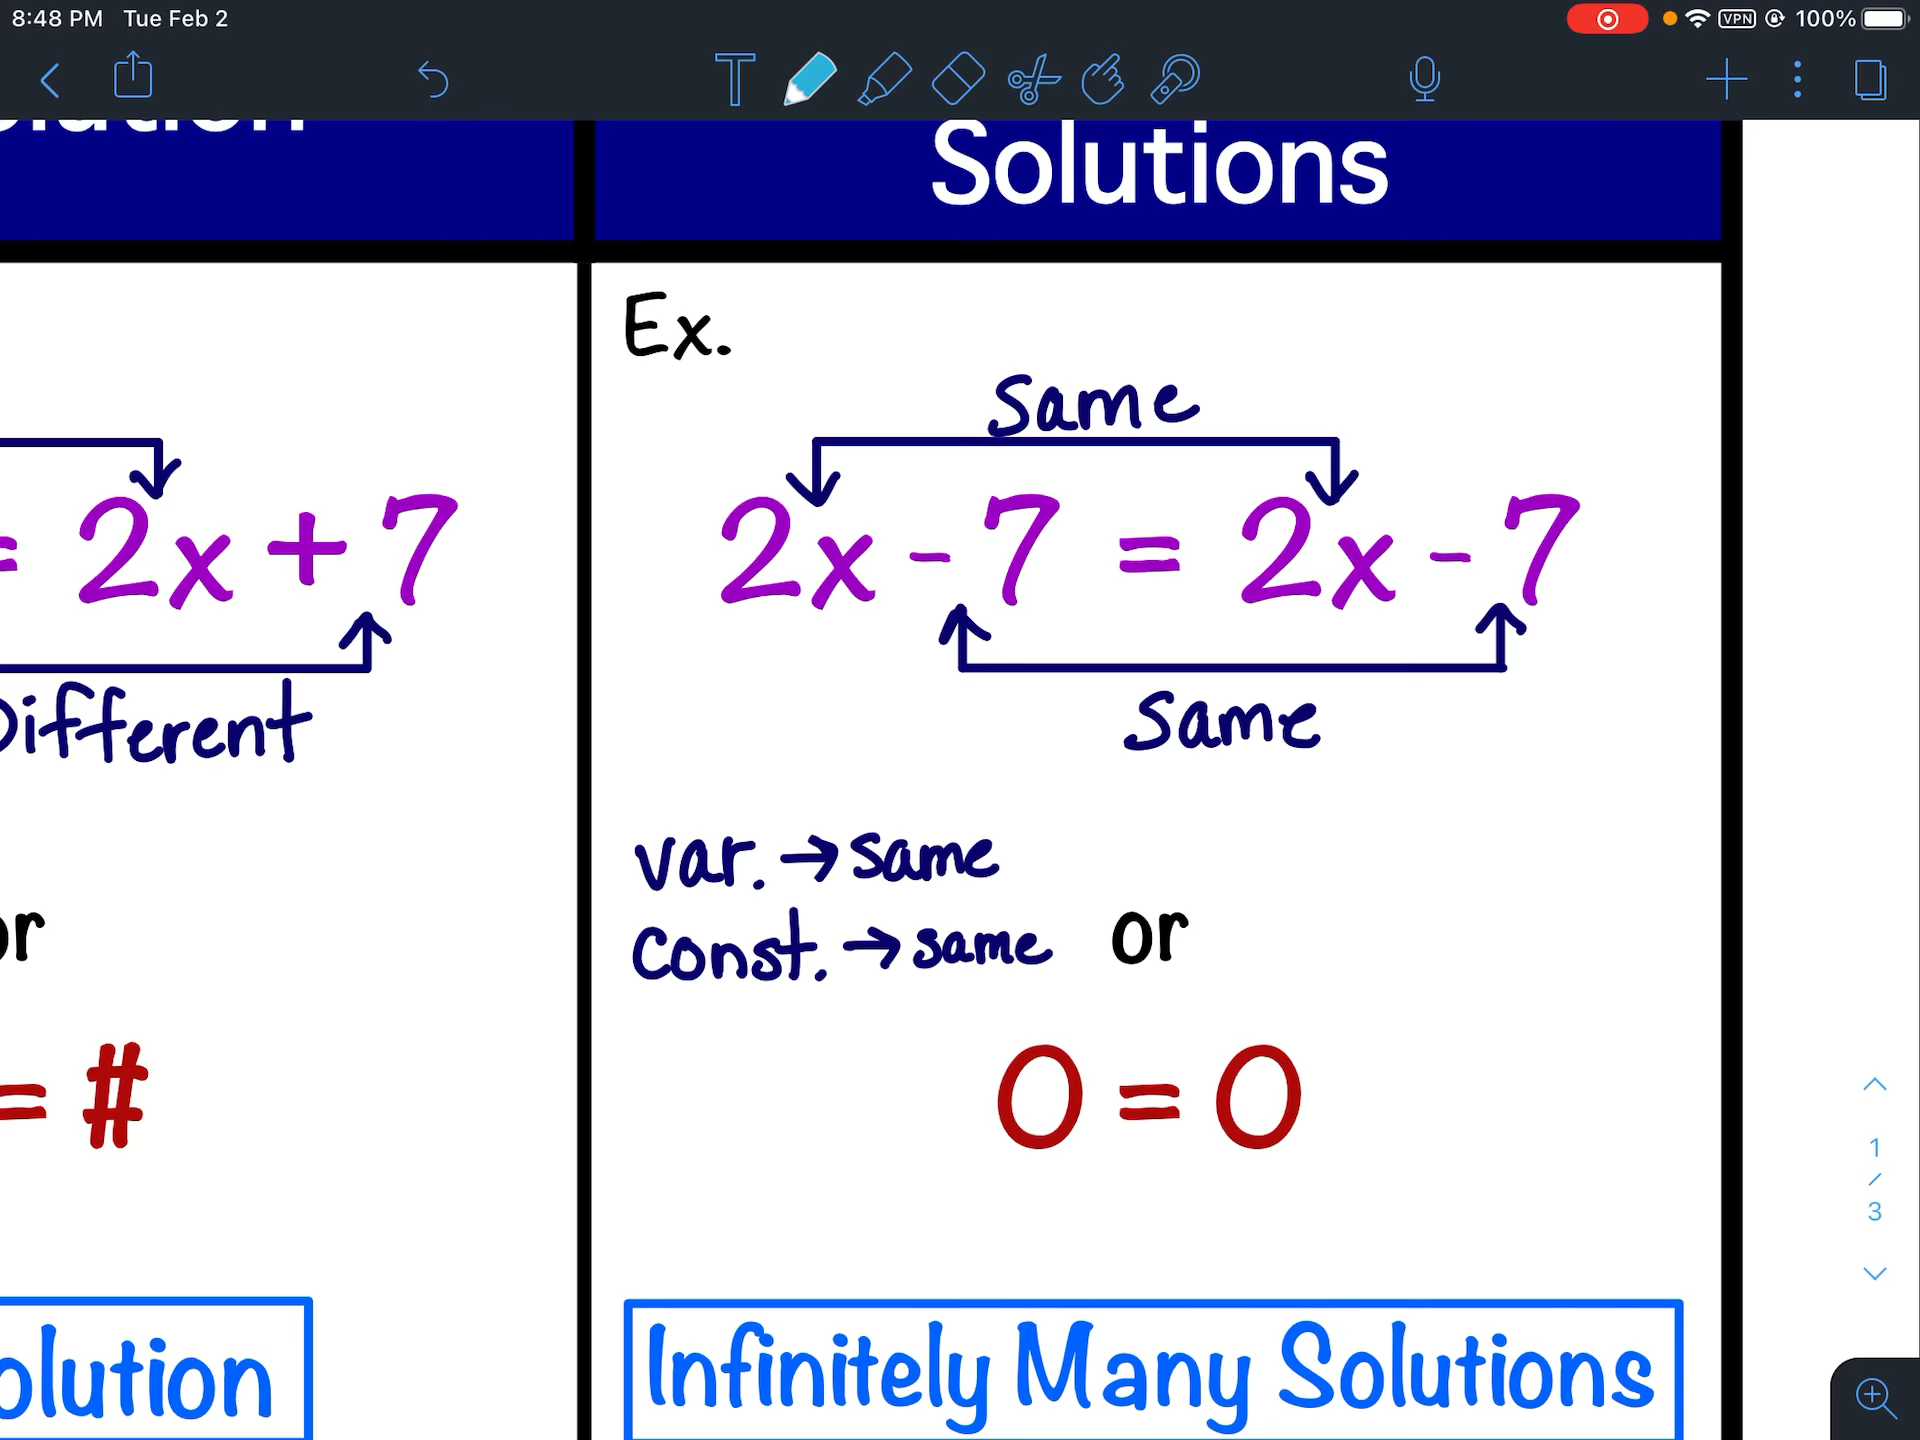 8:48 PM Tue Feb 2
VPN 100%
Solutions
Ex.
Same
= 2x + 7
2x - 7 = 2x - 7
Different
Same
var. → same
or
const. → same or
= #
0 = 0
1
/
3
olution
Infinitely Many Solutions